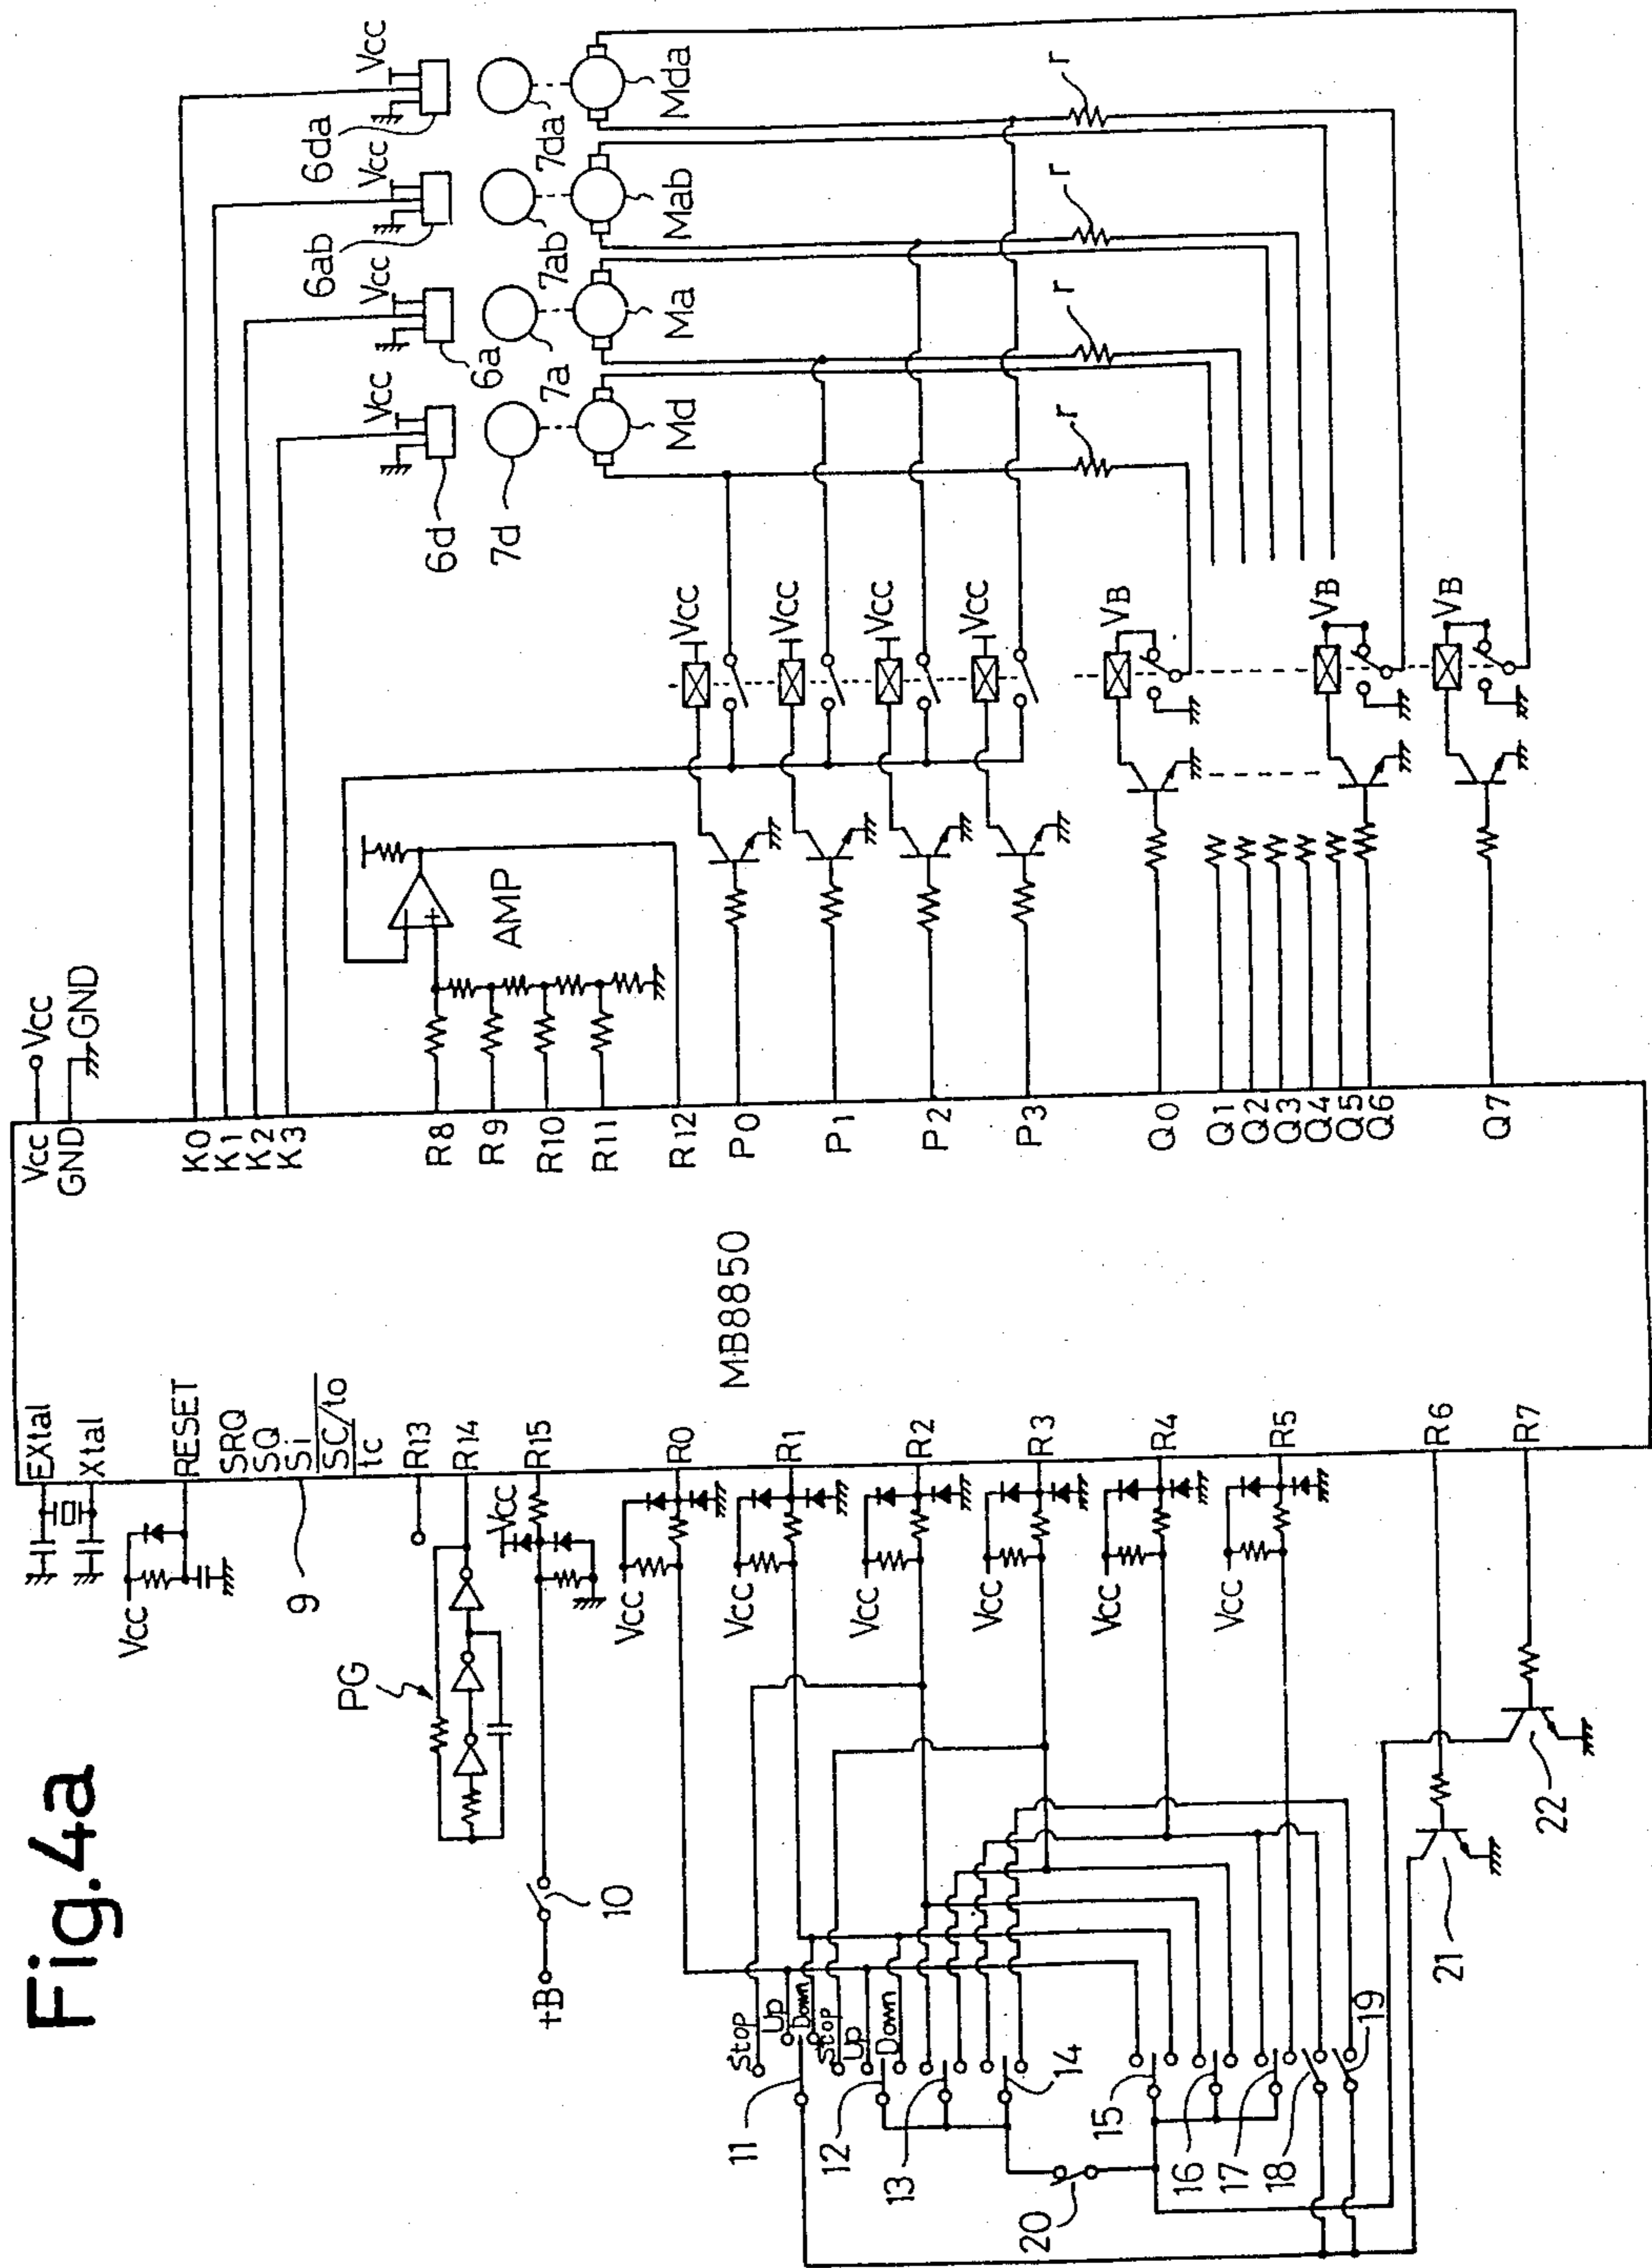 Fig.4a
MB8850
Vcc
GND
Vcc
GND
EXtal
Xtal
RESET
SRQ
SQ
Si
SC/to
tc
R13
R14
R15
R0
R1
R2
R3
R4
R5
R6
R7
K0
K1
K2
K3
R8
R9
R10
R11
R12
P0
P1
P2
P3
Q0
Q1
Q2
Q3
Q4
Q5
Q6
Q7
Vcc
9
PG
Vcc
+B
10
Vcc
Vcc
Vcc
Vcc
Vcc
Vcc
Stop
Up
Down
Stop
Up
Down
11
12
13
14
15
16
17
18
19
20
21
22
AMP
Vcc
Vcc
Vcc
Vcc
VB
VB
VB
Vcc
Vcc
Vcc
Vcc
6d
6a
6ab
6da
7d
7a
7ab
7da
Md
Ma
Mab
Mda
r
r
r
r